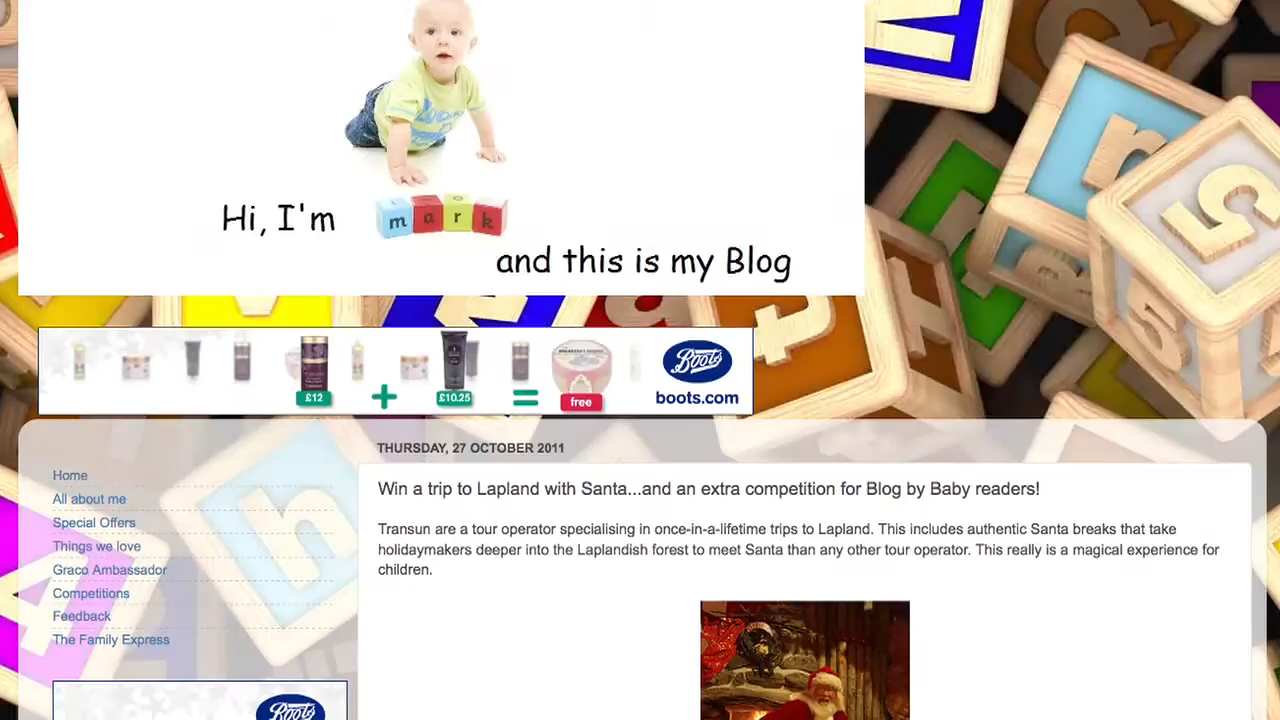 Hi, I'm
mark
and this is my Blog
£12
£10.25
free
Boots
boots.com
THURSDAY, 27 OCTOBER 2011
Home
All about me
Special Offers
Things we love
Graco Ambassador
Competitions
Feedback
The Family Express
Win a trip to Lapland with Santa...and an extra competition for Blog by Baby readers!
Transun are a tour operator specialising in once-in-a-lifetime trips to Lapland. This includes authentic Santa breaks that take
holidaymakers deeper into the Laplandish forest to meet Santa than any other tour operator. This really is a magical experience for
children.
Boots